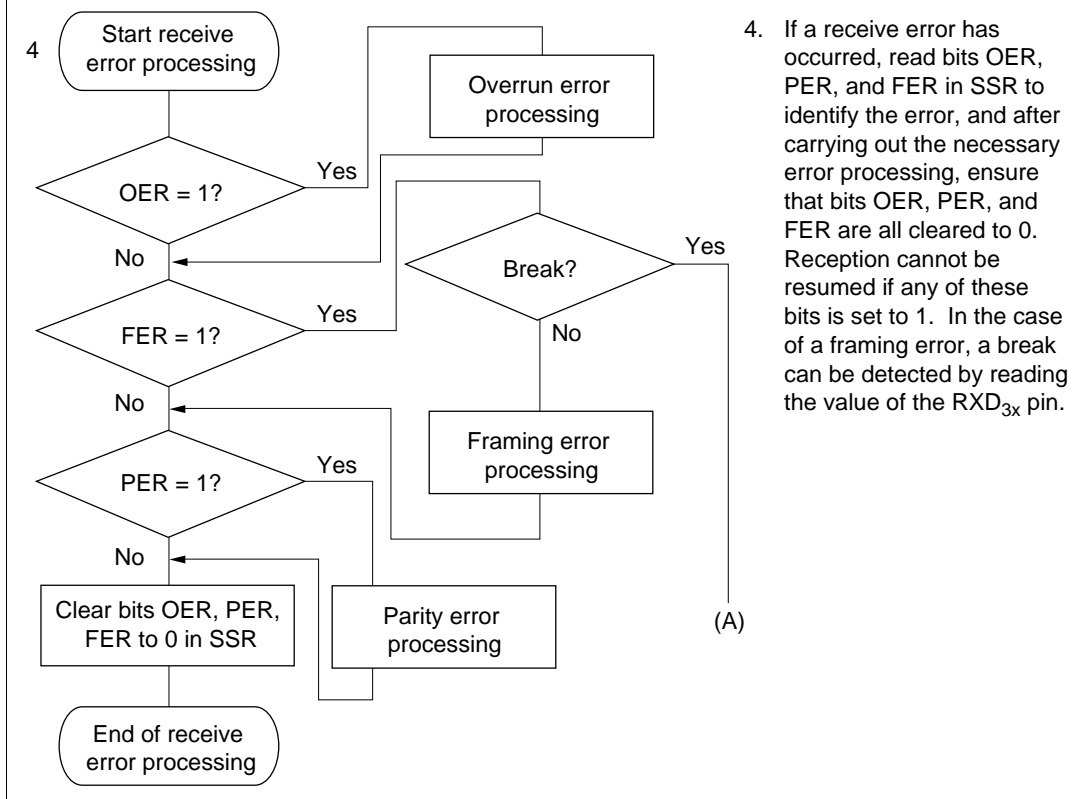 4
Start receive
error processing
Overrun error
processing
Yes
OER = 1?
No
Break?
Yes
Yes
FER = 1?
No
No
Framing error
processing
Yes
PER = 1?
No
Clear bits OER, PER,
FER to 0 in SSR
Parity error
processing
(A)
End of receive
error processing
4. If a receive error has
occurred, read bits OER,
PER, and FER in SSR to
identify the error, and after
carrying out the necessary
error processing, ensure
that bits OER, PER, and
FER are all cleared to 0.
Reception cannot be
resumed if any of these
bits is set to 1. In the case
of a framing error, a break
can be detected by reading
the value of the RXD3x pin.